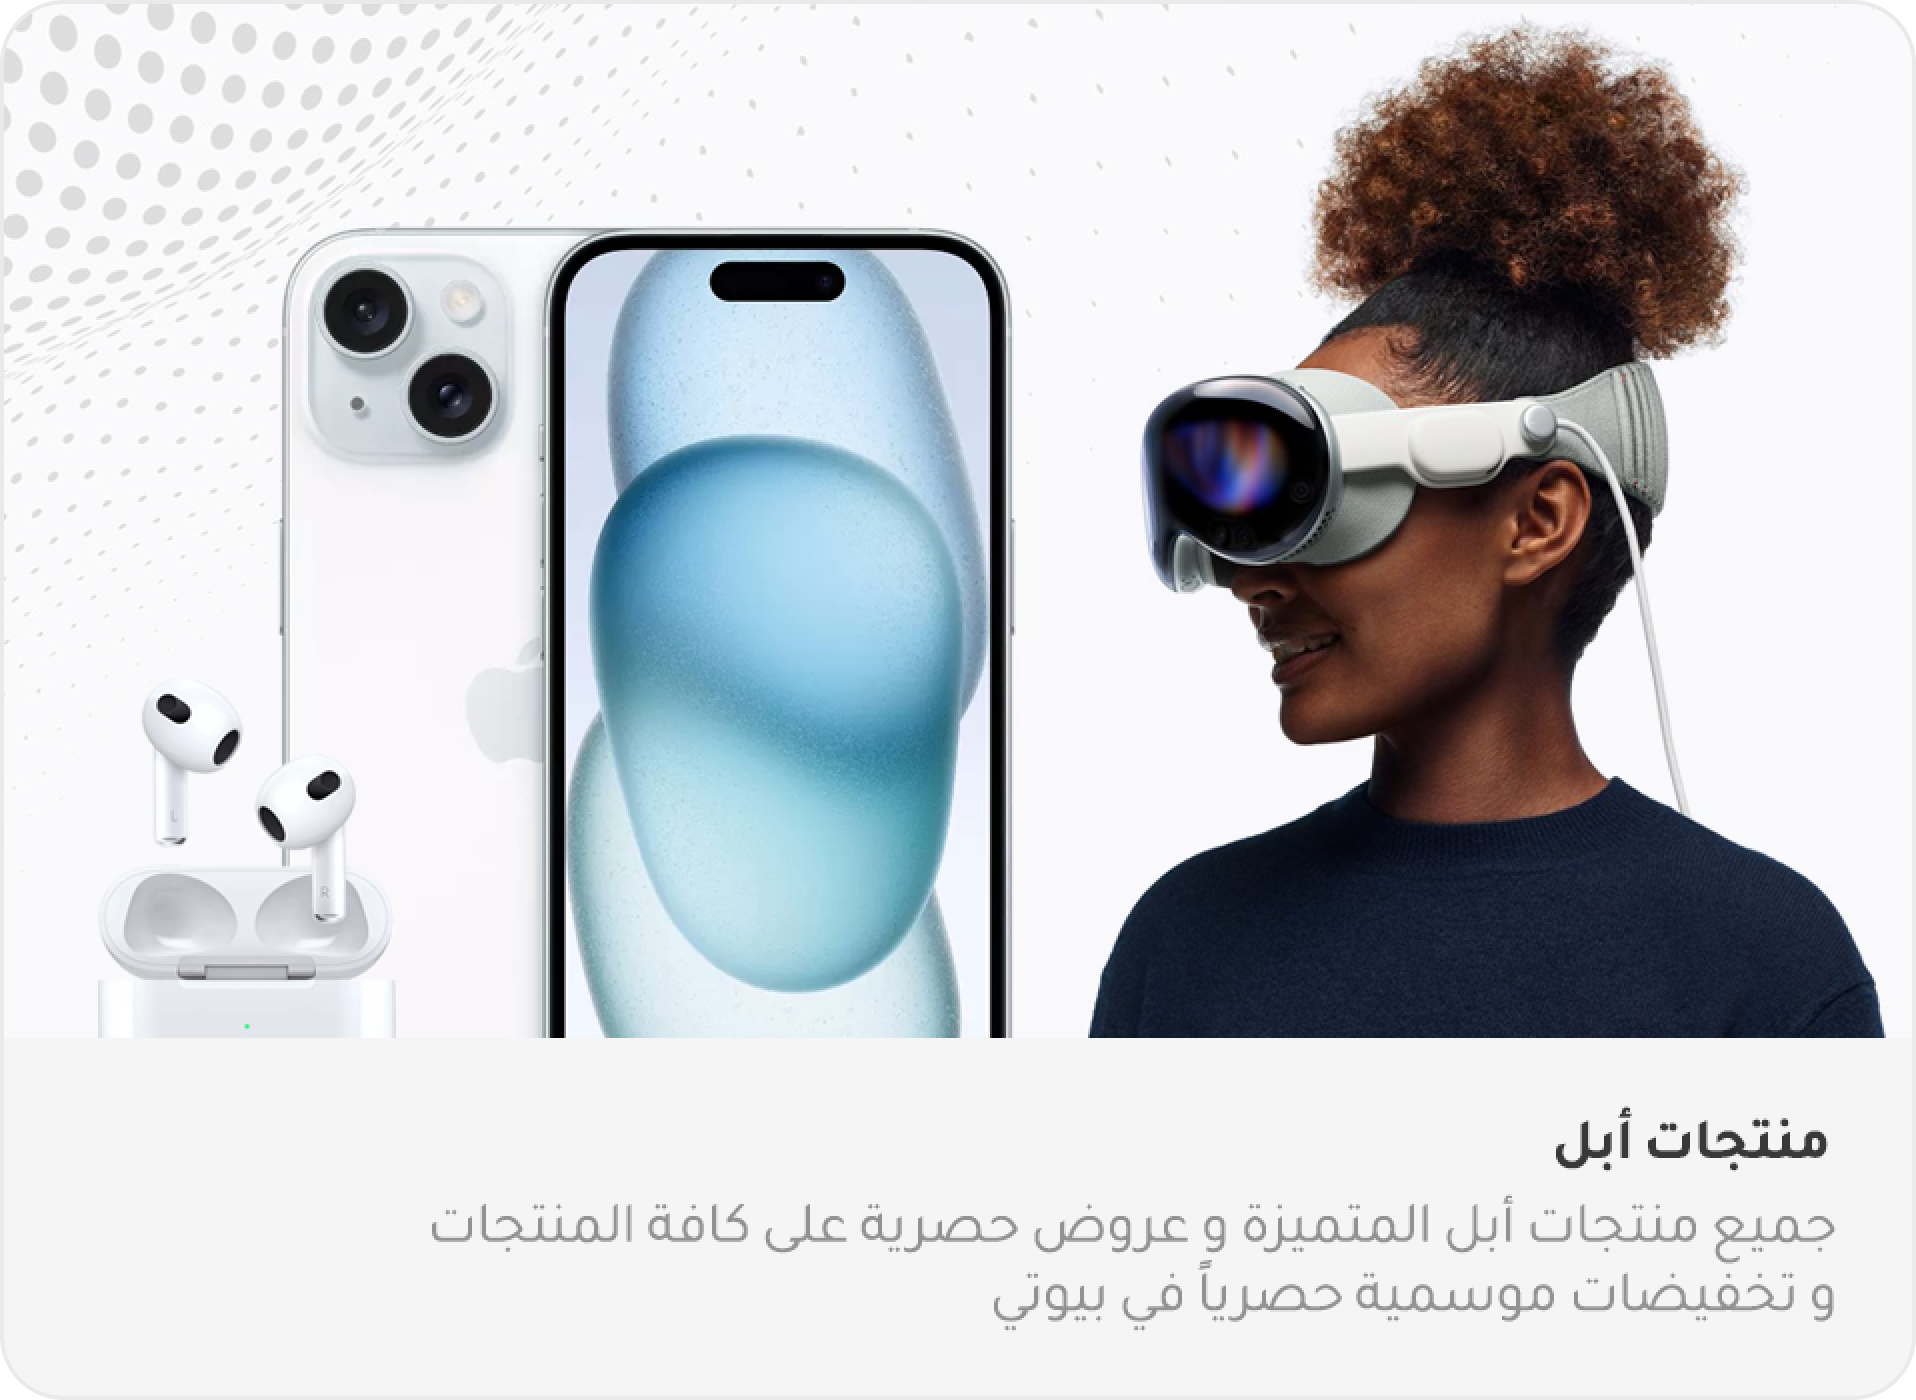 L
R
منتجات أبل
جميع منتجات أبل المتميزة و عروض حصرية على كافة المنتجات
و تخفيضات موسمية حصرياً في بيوتي